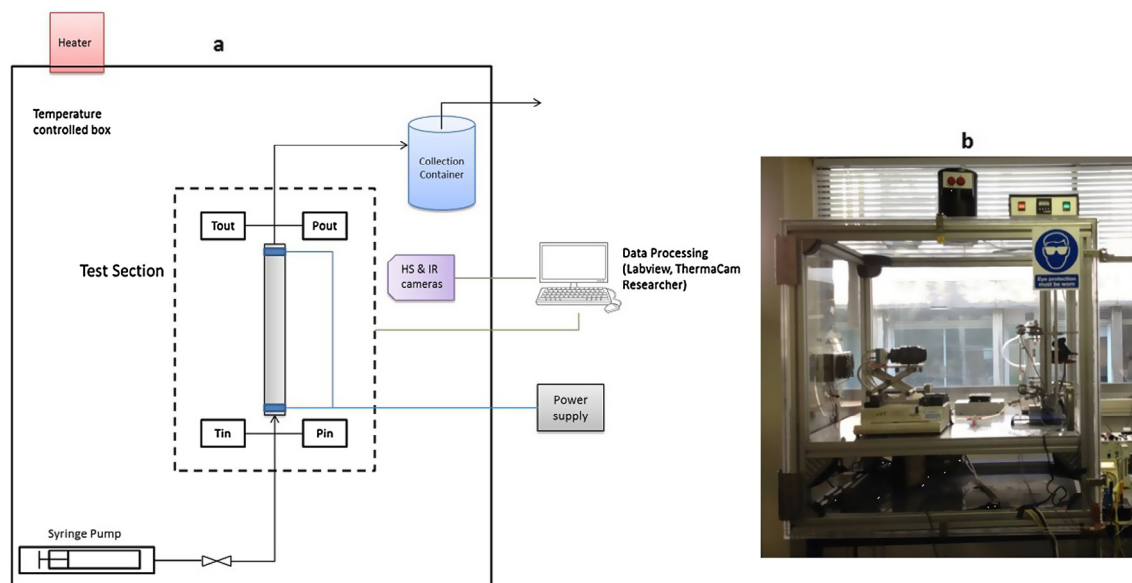 Heater
a
Temperature
controlled box
Collection
Container
Tout
Pout
Test Section
HS & IR
cameras
Data Processing
(Labview, ThermaCam
Researcher)
Tin
Pin
Power
supply
Syringe Pump
b
Eye protection
must be worn